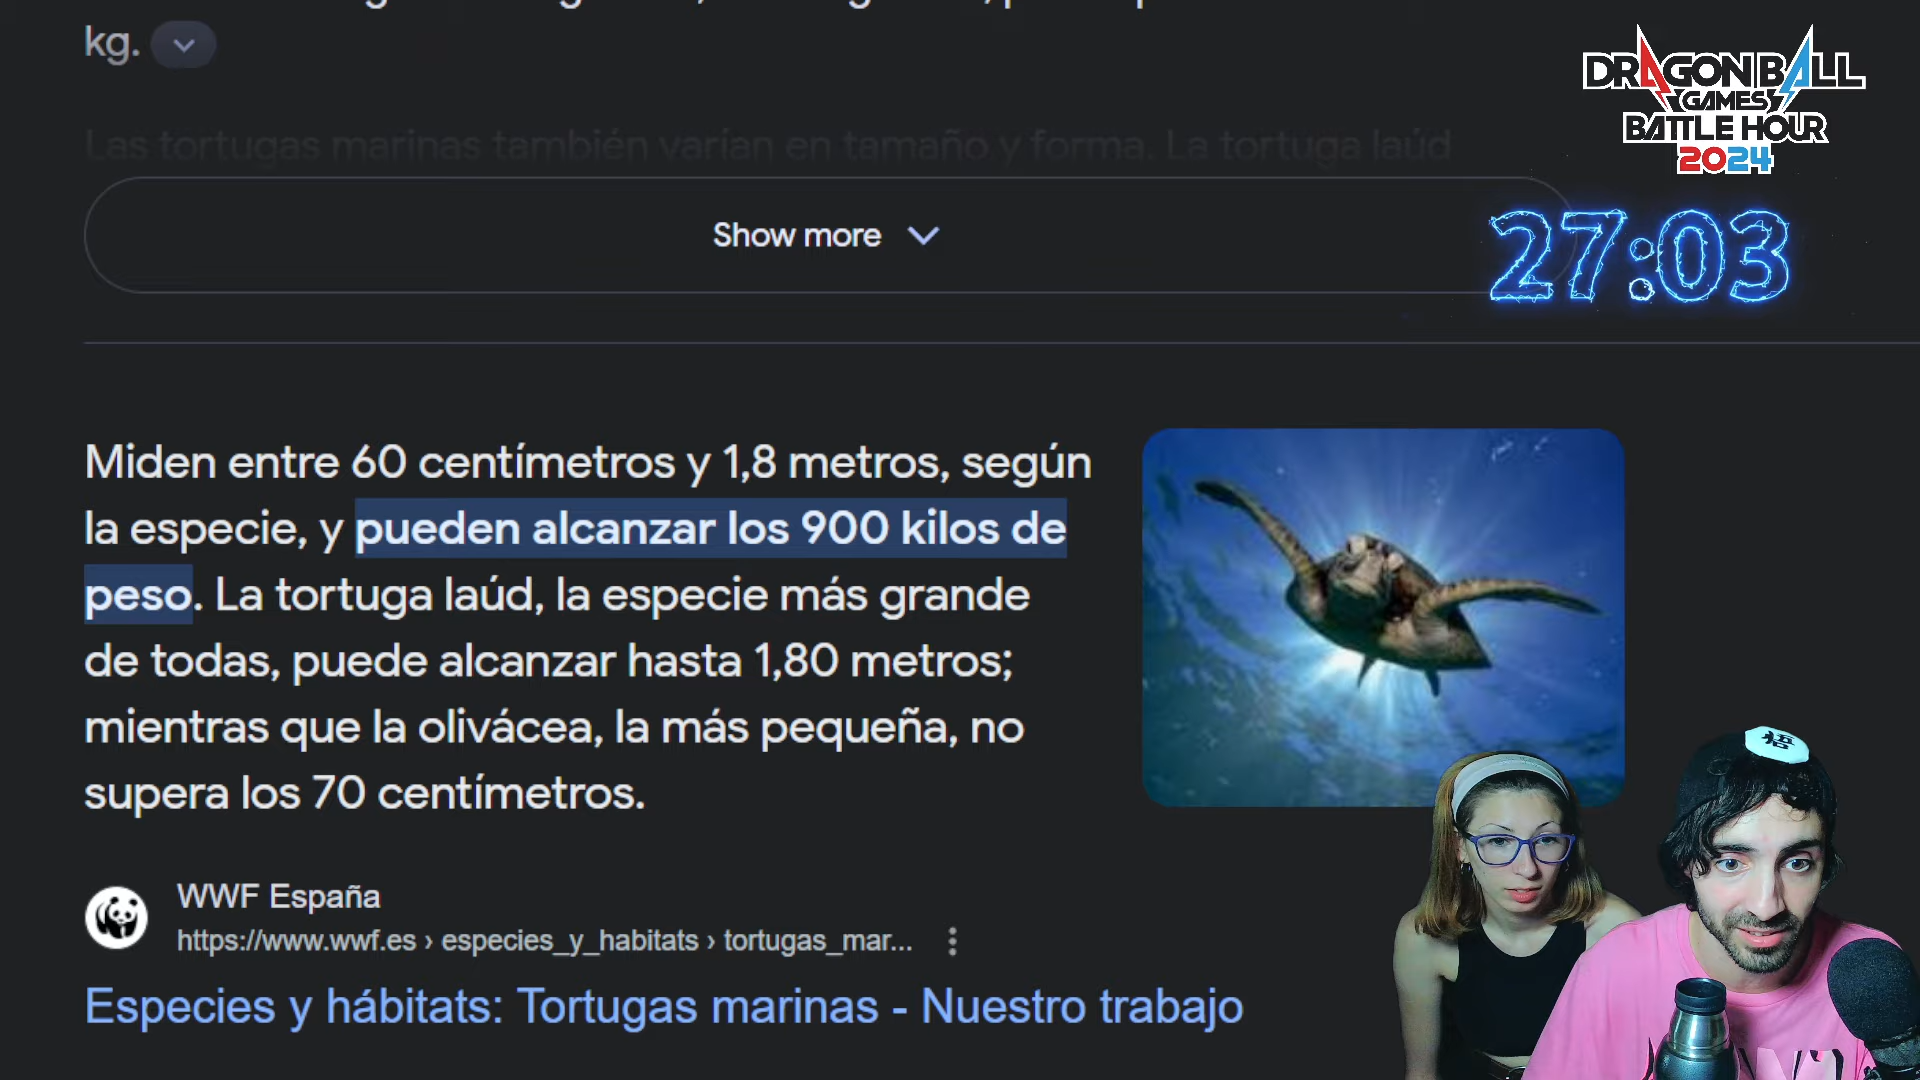 kg.
Las tortugas marinas también varían en tamaño y forma. La tortuga laúd
Show more
DRAGON BALL
GAMES
BATTLE HOUR
2024
27:03
Miden entre 60 centímetros y 1,8 metros, según
la especie, y pueden alcanzar los 900 kilos de
peso. La tortuga laúd, la especie más grande
de todas, puede alcanzar hasta 1,80 metros;
mientras que la olivácea, la más pequeña, no
supera los 70 centímetros.
悟
WWF España
https://www.wwf.es › especies_y_habitats › tortugas_mar...
Especies y hábitats: Tortugas marinas - Nuestro trabajo